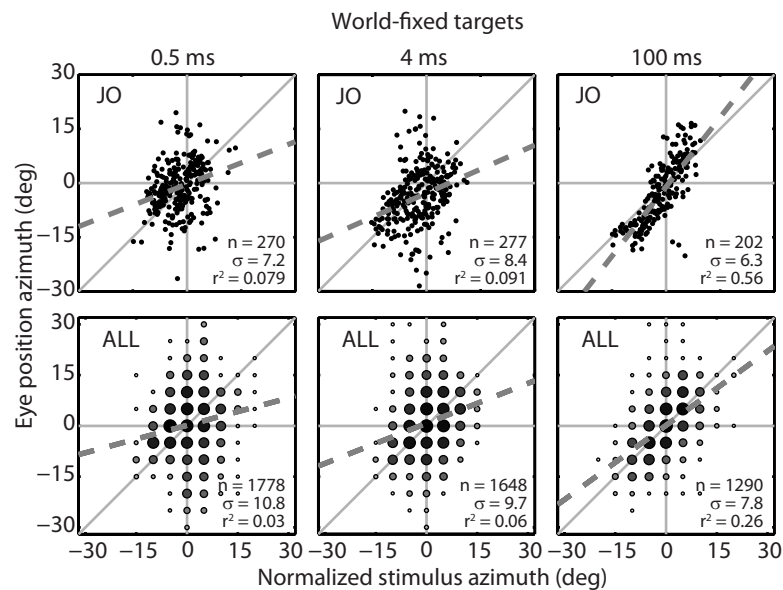 World-fixed targets
0.5 ms
4 ms
100 ms
Eye position azimuth (deg)
30
15
0
−15
−30
JO
n = 270
σ = 7.2
r² = 0.079
JO
n = 277
σ = 8.4
r² = 0.091
JO
n = 202
σ = 6.3
r² = 0.56
30
15
0
−15
−30
ALL
n = 1778
σ = 10.8
r² = 0.03
ALL
n = 1648
σ = 9.7
r² = 0.06
ALL
n = 1290
σ = 7.8
r² = 0.26
−30 −15 0 15 30
−30 −15 0 15 30
−30 −15 0 15 30
Normalized stimulus azimuth (deg)